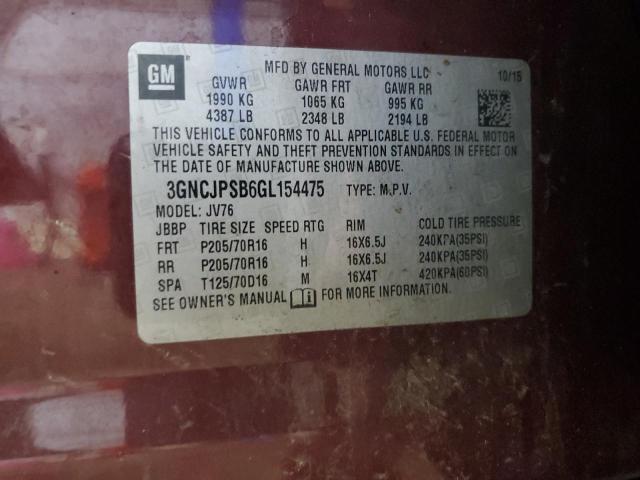 GM
MFD BY GENERAL MOTORS LLC 10/15
GVWR GAWR FRT GAWR RR
1990 KG 1065 KG 995 KG
4387 LB 2348 LB 2194 LB
THIS VEHICLE CONFORMS TO ALL APPLICABLE U.S. FEDERAL MOTOR
VEHICLE SAFETY AND THEFT PREVENTION STANDARDS IN EFFECT ON
THE DATE OF MANUFACTURE SHOWN ABOVE.
3GNCJPSB6GL154475 TYPE: M.P.V.
MODEL: JV76
JBBP TIRE SIZE SPEED RTG RIM COLD TIRE PRESSURE
FRT P205/70R16 H 16X6.5J 240KPA(35PSI)
RR P205/70R16 H 16X6.5J 240KPA(35PSI)
SPA T125/70D16 M 16X4T 420KPA(60PSI)
SEE OWNER'S MANUAL FOR MORE INFORMATION.